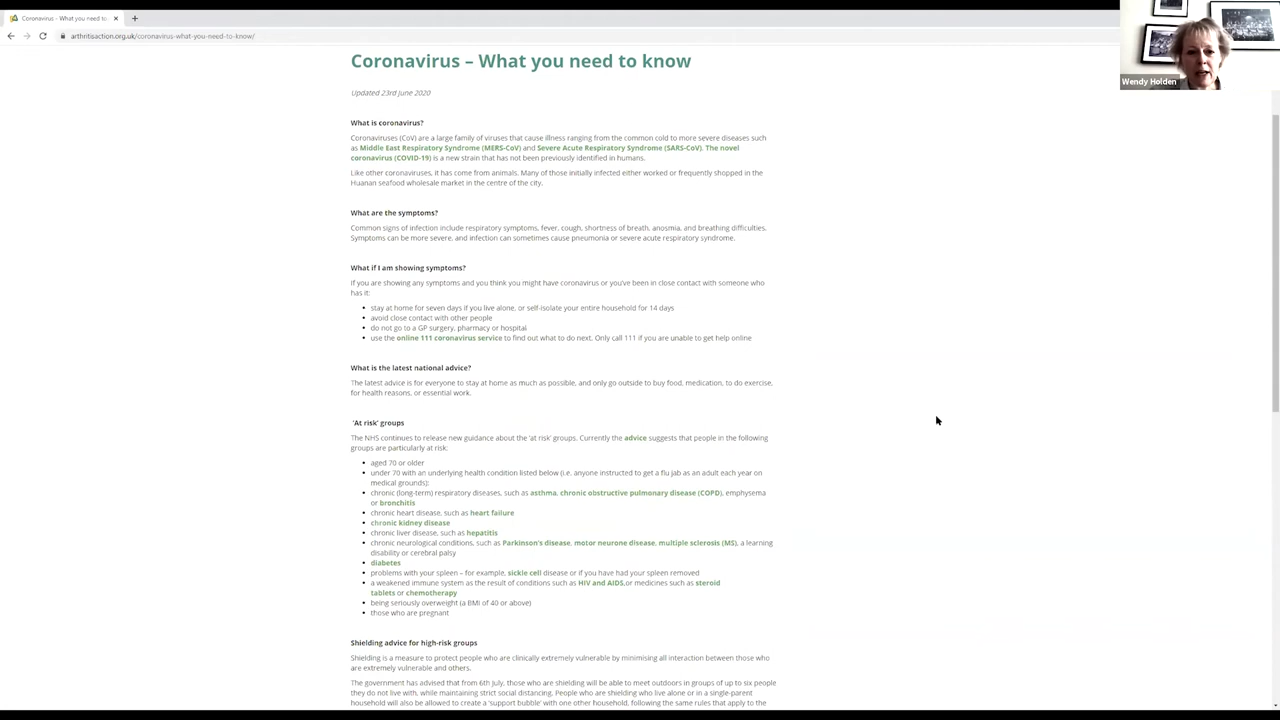 Coronavirus – What you need to
arthritisaction.org.uk/coronavirus-what-you-need-to-know/
Wendy Holden
Coronavirus – What you need to know
Updated 23rd June 2020
What is coronavirus?
Coronaviruses (CoV) are a large family of viruses that cause illness ranging from the common cold to more severe diseases such
as Middle East Respiratory Syndrome (MERS-CoV) and Severe Acute Respiratory Syndrome (SARS-CoV). The novel
coronavirus (COVID-19) is a new strain that has not been previously identified in humans.
Like other coronaviruses, it has come from animals. Many of those initially infected either worked or frequently shopped in the
Huanan seafood wholesale market in the centre of the city.
What are the symptoms?
Common signs of infection include respiratory symptoms, fever, cough, shortness of breath, anosmia, and breathing difficulties.
Symptoms can be more severe, and infection can sometimes cause pneumonia or severe acute respiratory syndrome.
What if I am showing symptoms?
If you are showing any symptoms and you think you might have coronavirus or you've been in close contact with someone who
has it:
• stay at home for seven days if you live alone, or self-isolate your entire household for 14 days
• avoid close contact with other people
• do not go to a GP surgery, pharmacy or hospital
• use the online 111 coronavirus service to find out what to do next. Only call 111 if you are unable to get help online
What is the latest national advice?
The latest advice is for everyone to stay at home as much as possible, and only go outside to buy food, medication, to do exercise,
for health reasons, or essential work.
'At risk' groups
The NHS continues to release new guidance about the 'at risk' groups. Currently the advice suggests that people in the following
groups are particularly at risk:
• aged 70 or older
• under 70 with an underlying health condition listed below (i.e. anyone instructed to get a flu jab as an adult each year on
medical grounds):
• chronic (long-term) respiratory diseases, such as asthma, chronic obstructive pulmonary disease (COPD), emphysema
or bronchitis
• chronic heart disease, such as heart failure
• chronic kidney disease
• chronic liver disease, such as hepatitis
• chronic neurological conditions, such as Parkinson's disease, motor neurone disease, multiple sclerosis (MS), a learning
disability or cerebral palsy
• diabetes
• problems with your spleen – for example, sickle cell disease or if you have had your spleen removed
• a weakened immune system as the result of conditions such as HIV and AIDS,or medicines such as steroid
tablets or chemotherapy
• being seriously overweight (a BMI of 40 or above)
• those who are pregnant
Shielding advice for high-risk groups
Shielding is a measure to protect people who are clinically extremely vulnerable by minimising all interaction between those who
are extremely vulnerable and others.
The government has advised that from 6th July, those who are shielding will be able to meet outdoors in groups of up to six people
they do not live with, while maintaining strict social distancing. People who are shielding who live alone or in a single-parent
household will also be allowed to create a 'support bubble' with one other household, following the same rules that apply to the